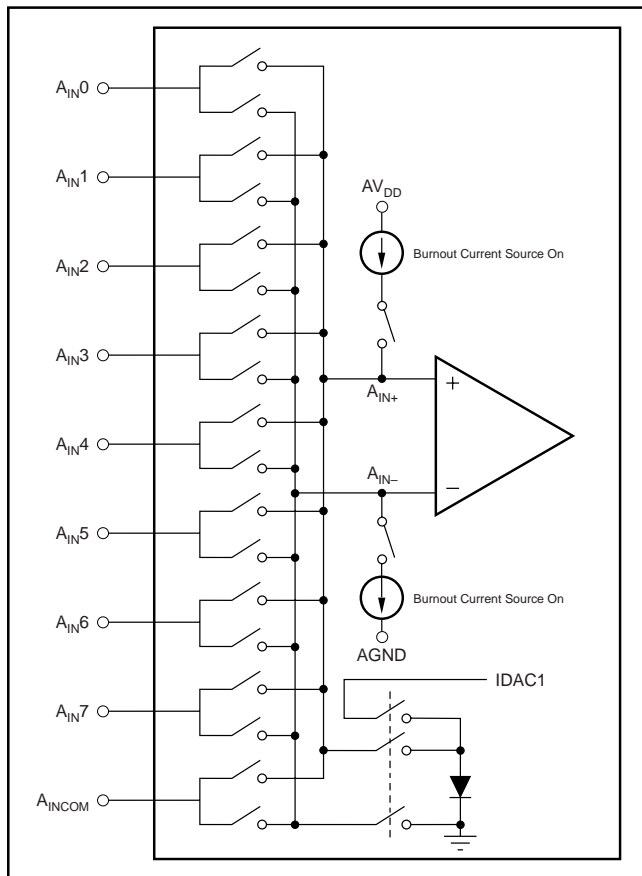 AIN0
AIN1
AVDD
Burnout Current Source On
AIN2
AIN3
AIN+
+
AIN4
AIN–
–
AIN5
Burnout Current Source On
AIN6
AGND
IDAC1
AIN7
AINCOM